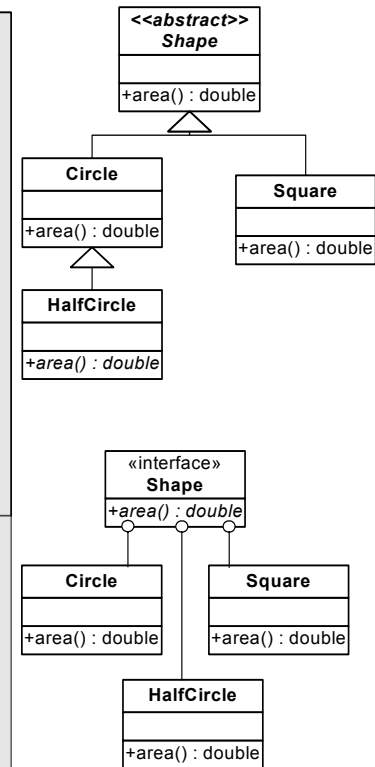 <<abstract>>
Shape
+area() : double
Circle
+area() : double
Square
+area() : double
HalfCircle
+area() : double
«interface»
Shape
+area() : double
Circle
+area() : double
Square
+area() : double
HalfCircle
+area() : double